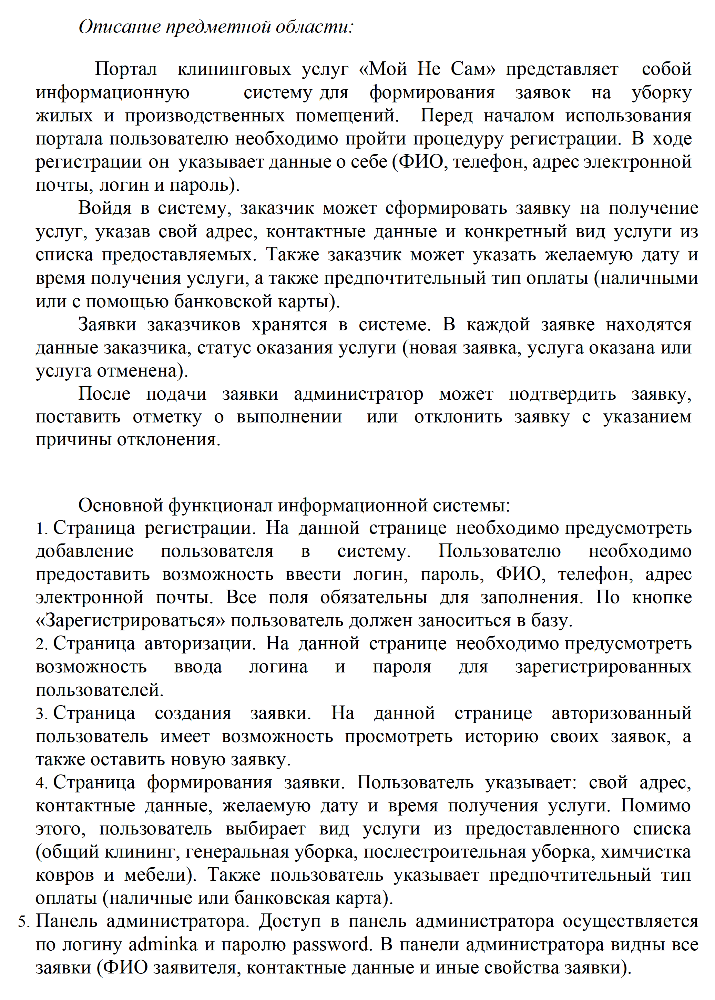 Описание предметной области:
Портал клининговых услуг «Мой Не Сам» представляет собой
информационную систему для формирования заявок на уборку
жилых и производственных помещений. Перед началом использования
портала пользователю необходимо пройти процедуру регистрации. В ходе
регистрации он указывает данные о себе (ФИО, телефон, адрес электронной
почты, логин и пароль).
Войдя в систему, заказчик может сформировать заявку на получение
услуг, указав свой адрес, контактные данные и конкретный вид услуги из
списка предоставляемых. Также заказчик может указать желаемую дату и
время получения услуги, а также предпочтительный тип оплаты (наличными
или с помощью банковской карты).
Заявки заказчиков хранятся в системе. В каждой заявке находятся
данные заказчика, статус оказания услуги (новая заявка, услуга оказана или
услуга отменена).
После подачи заявки администратор может подтвердить заявку,
поставить отметку о выполнении или отклонить заявку с указанием
причины отклонения.
Основной функционал информационной системы:
1. Страница регистрации. На данной странице необходимо предусмотреть
добавление пользователя в систему. Пользователю необходимо
предоставить возможность ввести логин, пароль, ФИО, телефон, адрес
электронной почты. Все поля обязательны для заполнения. По кнопке
«Зарегистрироваться» пользователь должен заноситься в базу.
2. Страница авторизации. На данной странице необходимо предусмотреть
возможность ввода логина и пароля для зарегистрированных
пользователей.
3. Страница создания заявки. На данной странице авторизованный
пользователь имеет возможность просмотреть историю своих заявок, а
также оставить новую заявку.
4. Страница формирования заявки. Пользователь указывает: свой адрес,
контактные данные, желаемую дату и время получения услуги. Помимо
этого, пользователь выбирает вид услуги из предоставленного списка
(общий клининг, генеральная уборка, послестроительная уборка, химчистка
ковров и мебели). Также пользователь указывает предпочтительный тип
оплаты (наличные или банковская карта).
5. Панель администратора. Доступ в панель администратора осуществляется
по логину adminka и паролю password. В панели администратора видны все
заявки (ФИО заявителя, контактные данные и иные свойства заявки).